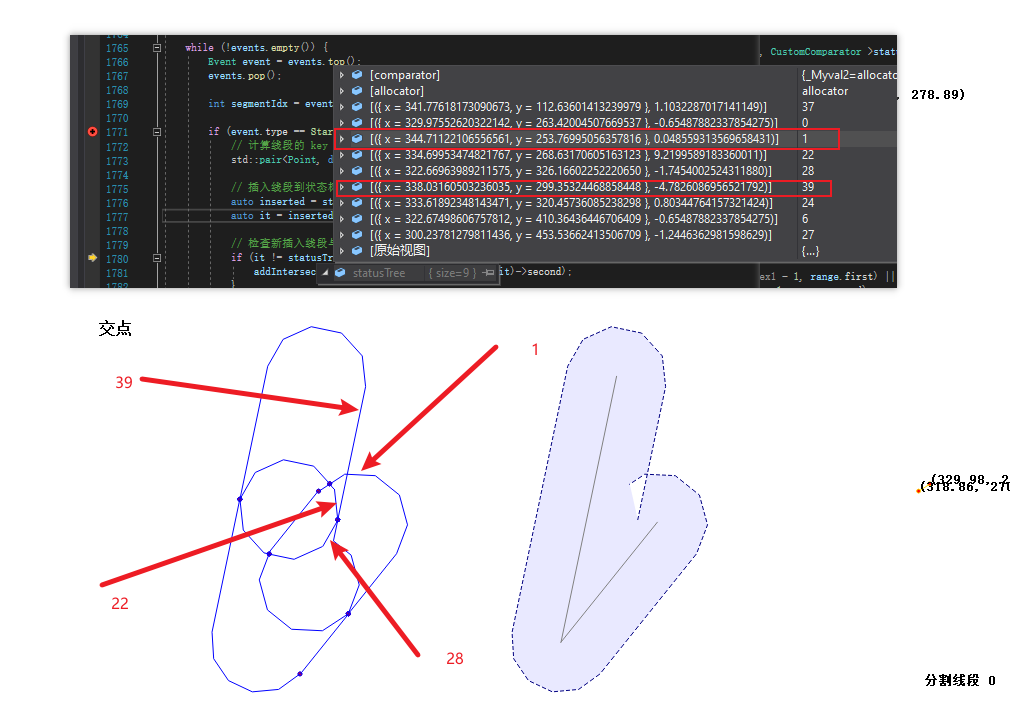 1765 while (!events.empty()) {
1766 Event event = events.top();
1767 events.pop();
1768
1769 int segmentIdx = event
1770
1771 if (event.type == Star
1772 // 计算线段的 key
1773 std::pair<Point, d
1774
1775 // 插入线段到状态树
1776 auto inserted = st
1777 auto it = inserted
1778
1779 // 检查新插入线段与
1780 if (it != statusTr
1781 addIntersec it)->second);
1782 }
, CustomComparator >stat
, 278.89)
[comparator] {_Myval2=allocato
[allocator] allocator
[({ x = 341.77618173090673, y = 112.63601413239979 }, 1.1032287017141149)] 37
[({ x = 329.97552620322142, y = 263.42004507669537 }, -0.65487882337854275)] 0
[({ x = 344.71122106556561, y = 253.76995056357816 }, 0.048559313569658431)] 1
[({ x = 334.69953474821767, y = 268.63170605163123 }, 9.2199589183360011)] 22
[({ x = 322.66963989211575, y = 326.16602252220650 }, -1.7454002524311880)] 28
[({ x = 338.03160503236035, y = 299.35324468858448 }, -4.7826086956521792)] 39
[({ x = 333.61892348143471, y = 320.45736085238298 }, 0.80344764157321424)] 24
[({ x = 322.67498606757812, y = 410.36436446706409 }, -0.65487882337854275)] 6
[({ x = 300.23781279811436, y = 453.53662413506709 }, -1.2446362981598629)] 27
[原始视图] {...}
statusTree { size=9 }
ex1 - 1, range.first) ||
交点
1
39
22
28
(329.98, 2
(318.86, 270
分割线段 0